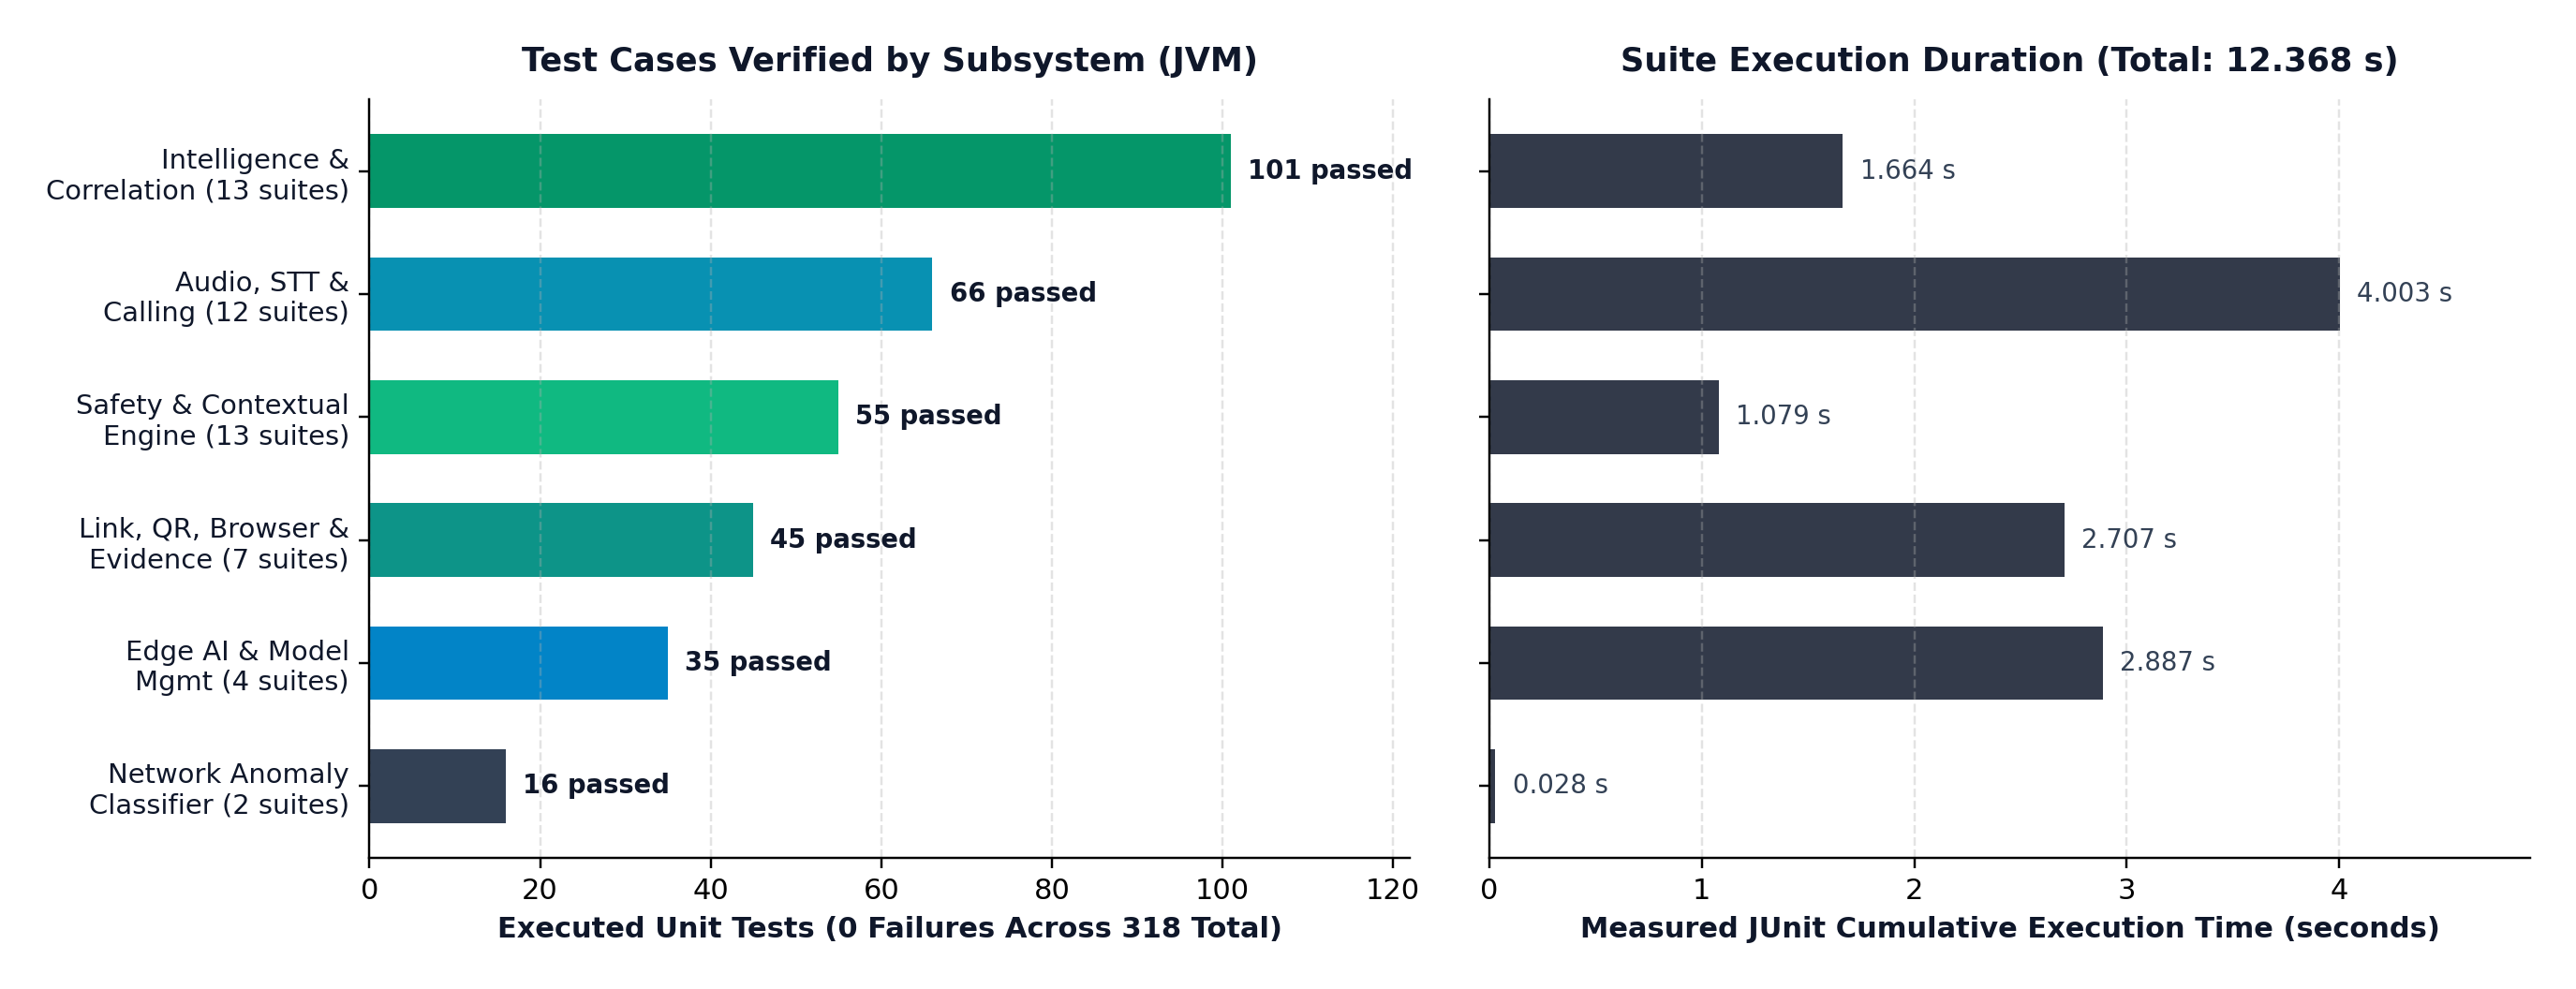 Test Cases Verified by Subsystem (JVM)
Intelligence &
Correlation (13 suites)
101 passed
Audio, STT &
Calling (12 suites)
66 passed
Safety & Contextual
Engine (13 suites)
55 passed
Link, QR, Browser &
Evidence (7 suites)
45 passed
Edge AI & Model
Mgmt (4 suites)
35 passed
Network Anomaly
Classifier (2 suites)
16 passed
0 20 40 60 80 100 120
Executed Unit Tests (0 Failures Across 318 Total)
Suite Execution Duration (Total: 12.368 s)
1.664 s
4.003 s
1.079 s
2.707 s
2.887 s
0.028 s
0 1 2 3 4
Measured JUnit Cumulative Execution Time (seconds)